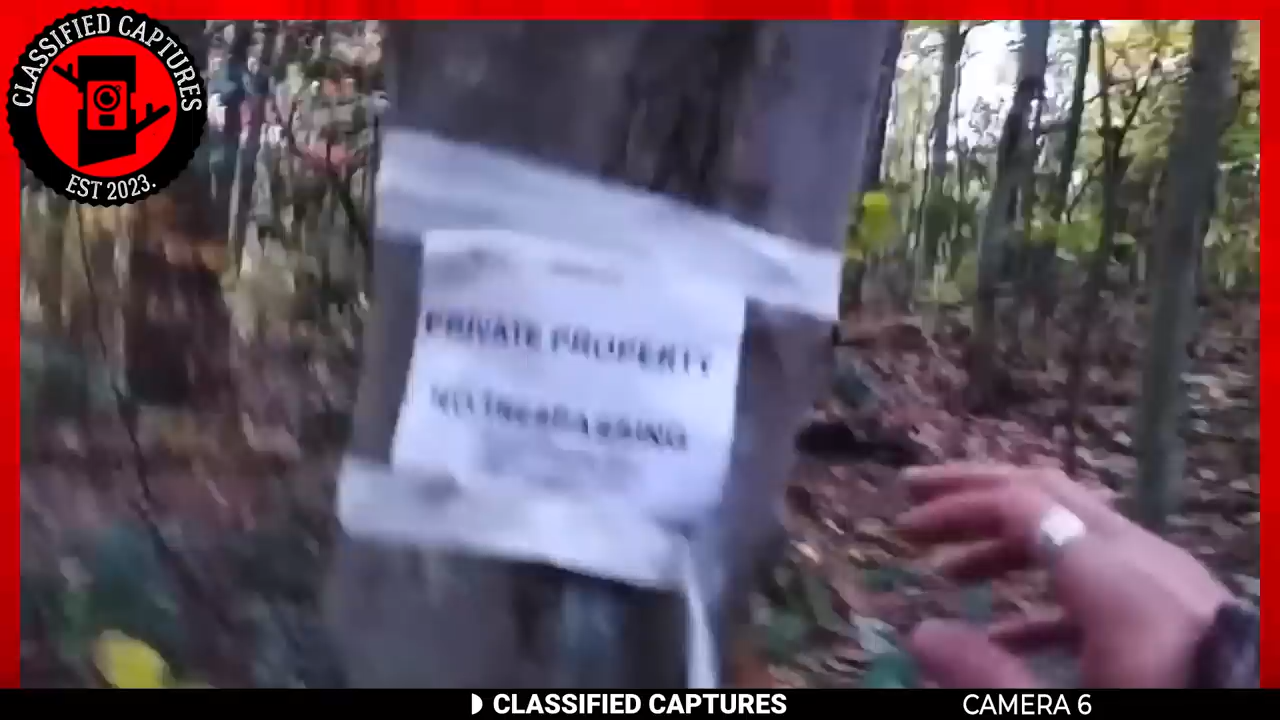 CLASSIFIED CAPTURES
EST 2023.
PRIVATE PROPERTY
NO TRESPASSING
CLASSIFIED CAPTURES
CAMERA 6